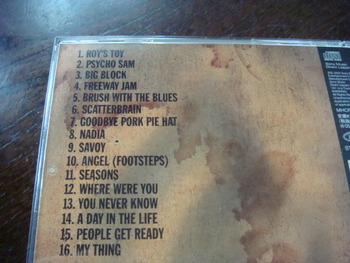 1. ROY'S TOY
2. PSYCHO SAM
3. BIG BLOCK
4. FREEWAY JAM
5. BRUSH WITH THE BLUES
6. SCATTERBRAIN
7. GOODBYE PORK PIE HAT
8. NADIA
9. SAVOY
10. ANGEL (FOOTSTEPS)
11. SEASONS
12. WHERE WERE YOU
13. YOU NEVER KNOW
14. A DAY IN THE LIFE
15. PEOPLE GET READY
16. MY THING